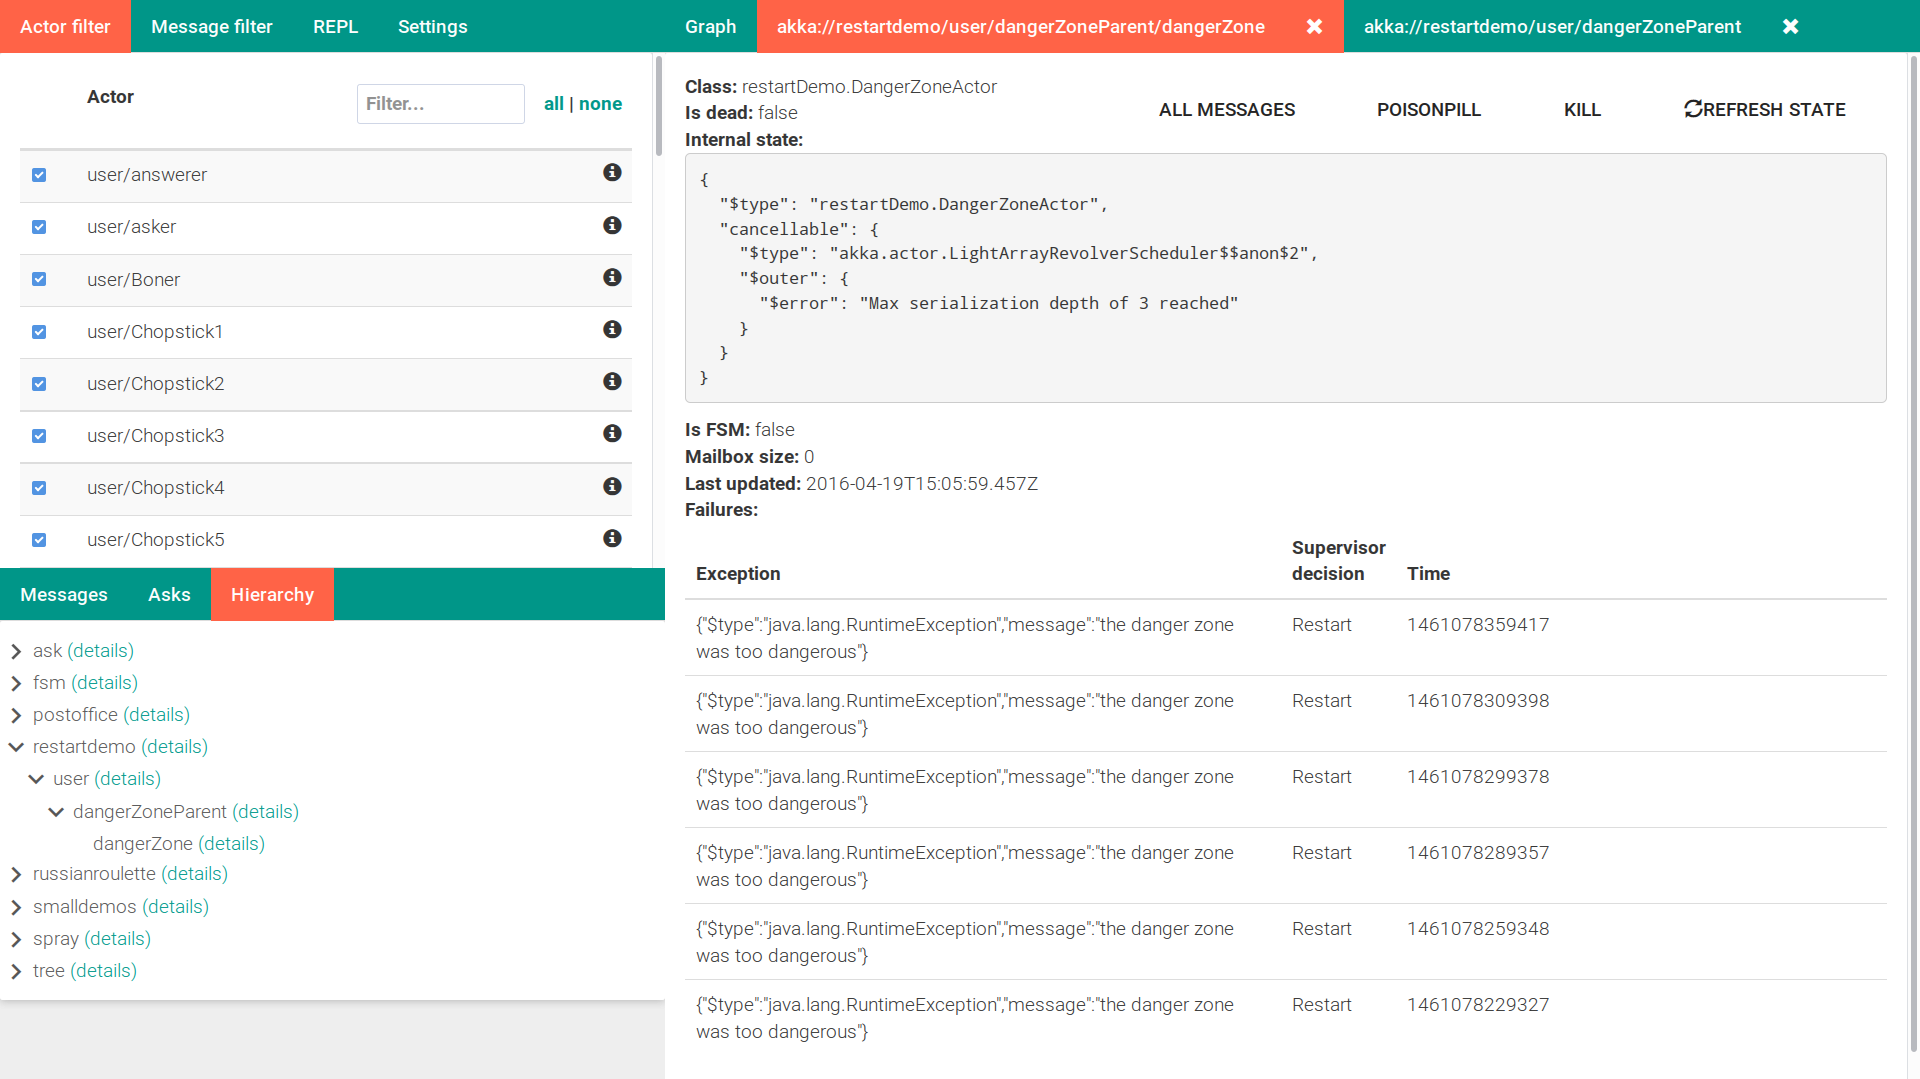 Actor filter
Message filter
REPL
Settings
Graph
akka://restartdemo/user/dangerZoneParent/dangerZone
akka://restartdemo/user/dangerZoneParent
Actor
Filter...
all | none
user/answerer
user/asker
user/Boner
user/Chopstick1
user/Chopstick2
user/Chopstick3
user/Chopstick4
user/Chopstick5
Messages
Asks
Hierarchy
ask (details)
fsm (details)
postoffice (details)
restartdemo (details)
user (details)
dangerZoneParent (details)
dangerZone (details)
russianroulette (details)
smalldemos (details)
spray (details)
tree (details)
Class: restartDemo.DangerZoneActor
Is dead: false
Internal state:
ALL MESSAGES
POISONPILL
KILL
REFRESH STATE
{
"$type": "restartDemo.DangerZoneActor",
"cancellable": {
"$type": "akka.actor.LightArrayRevolverScheduler$$anon$2",
"$outer": {
"$error": "Max serialization depth of 3 reached"
}
}
}
Is FSM: false
Mailbox size: 0
Last updated: 2016-04-19T15:05:59.457Z
Failures:
Exception
Supervisor
decision
Time
{"$type":"java.lang.RuntimeException","message":"the danger zone
was too dangerous"}
Restart
1461078359417
{"$type":"java.lang.RuntimeException","message":"the danger zone
was too dangerous"}
Restart
1461078309398
{"$type":"java.lang.RuntimeException","message":"the danger zone
was too dangerous"}
Restart
1461078299378
{"$type":"java.lang.RuntimeException","message":"the danger zone
was too dangerous"}
Restart
1461078289357
{"$type":"java.lang.RuntimeException","message":"the danger zone
was too dangerous"}
Restart
1461078259348
{"$type":"java.lang.RuntimeException","message":"the danger zone
was too dangerous"}
Restart
1461078229327